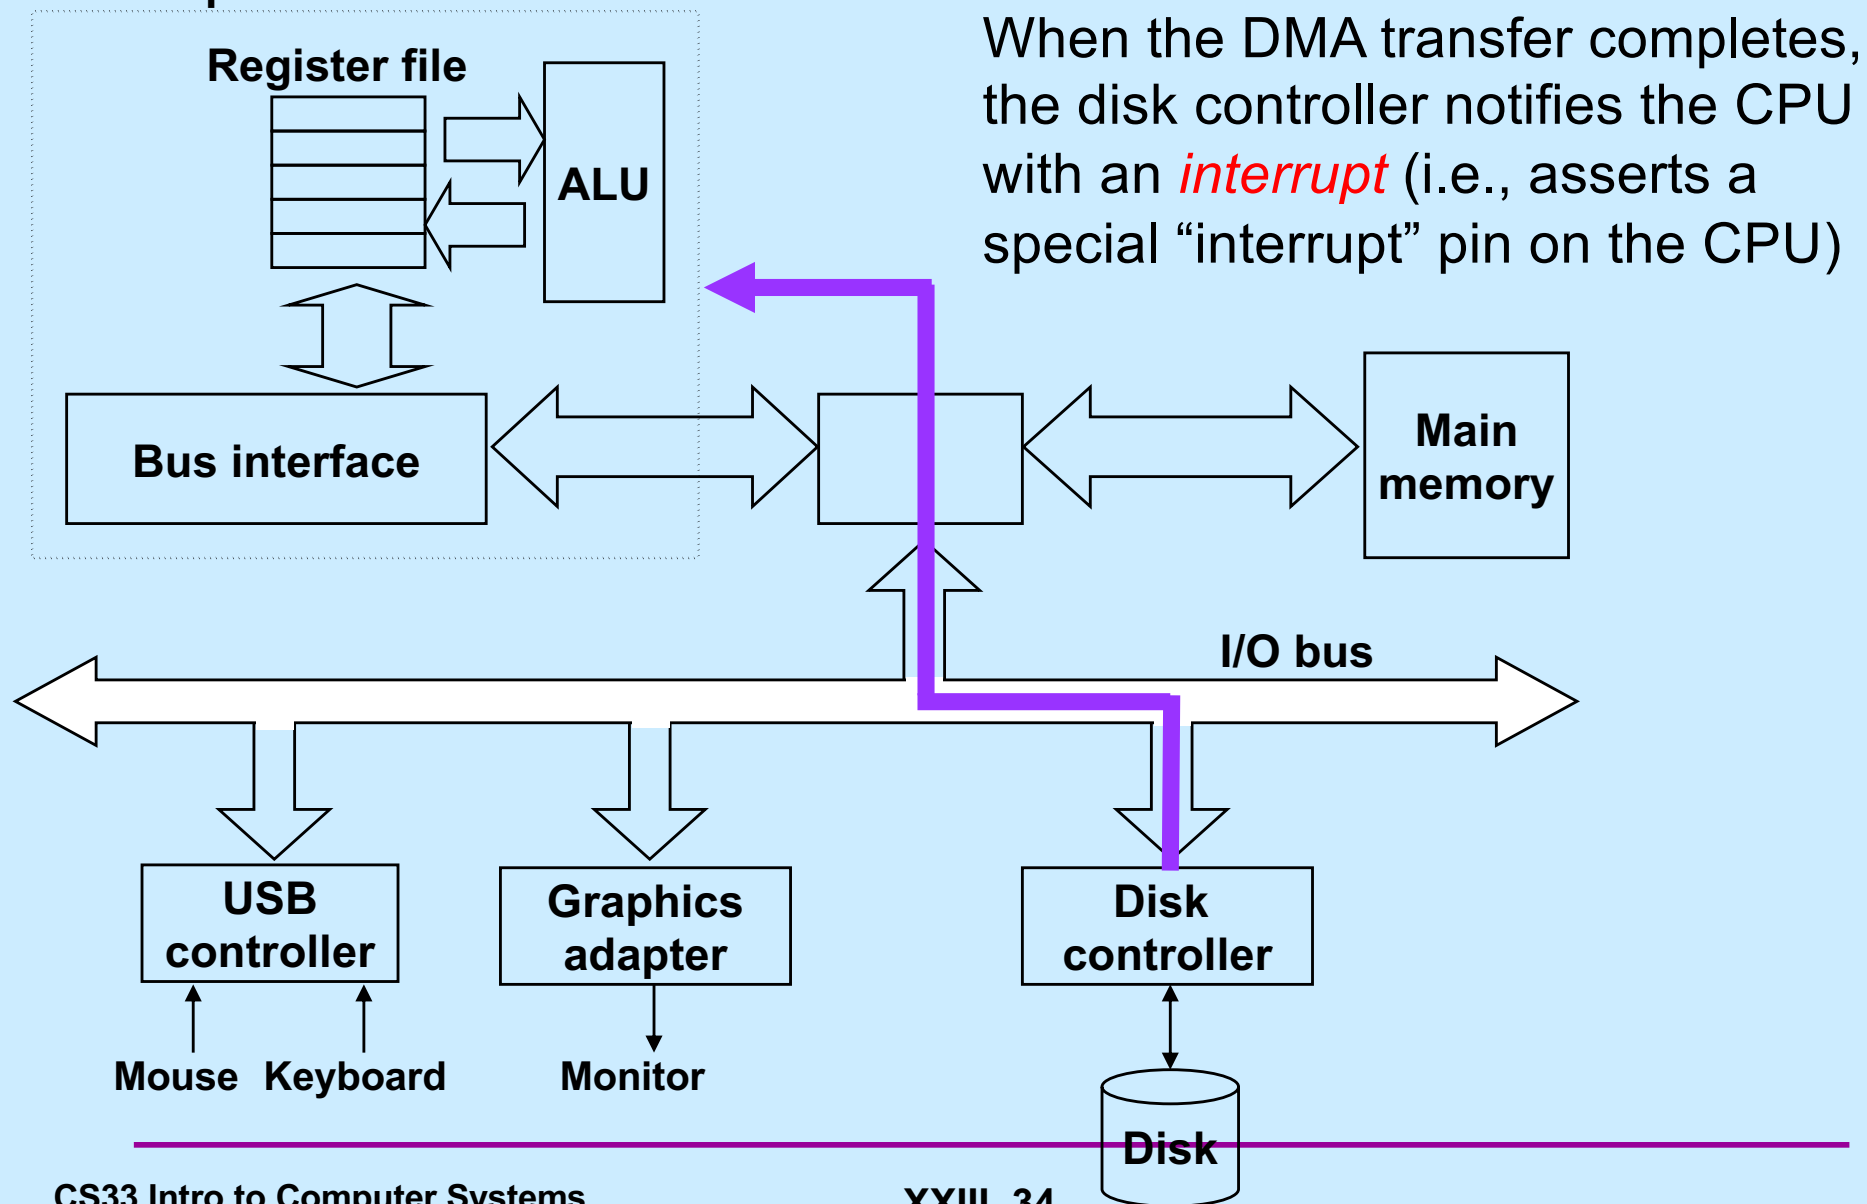 When the DMA transfer completes,
the disk controller notifies the CPU
with an interrupt (i.e., asserts a
special “interrupt” pin on the CPU)
Register file
ALU
Bus interface
Main
memory
I/O bus
USB
controller
Graphics
adapter
Disk
controller
Mouse
Keyboard
Monitor
Disk
CS33 Intro to Computer Systems
XXIII–34